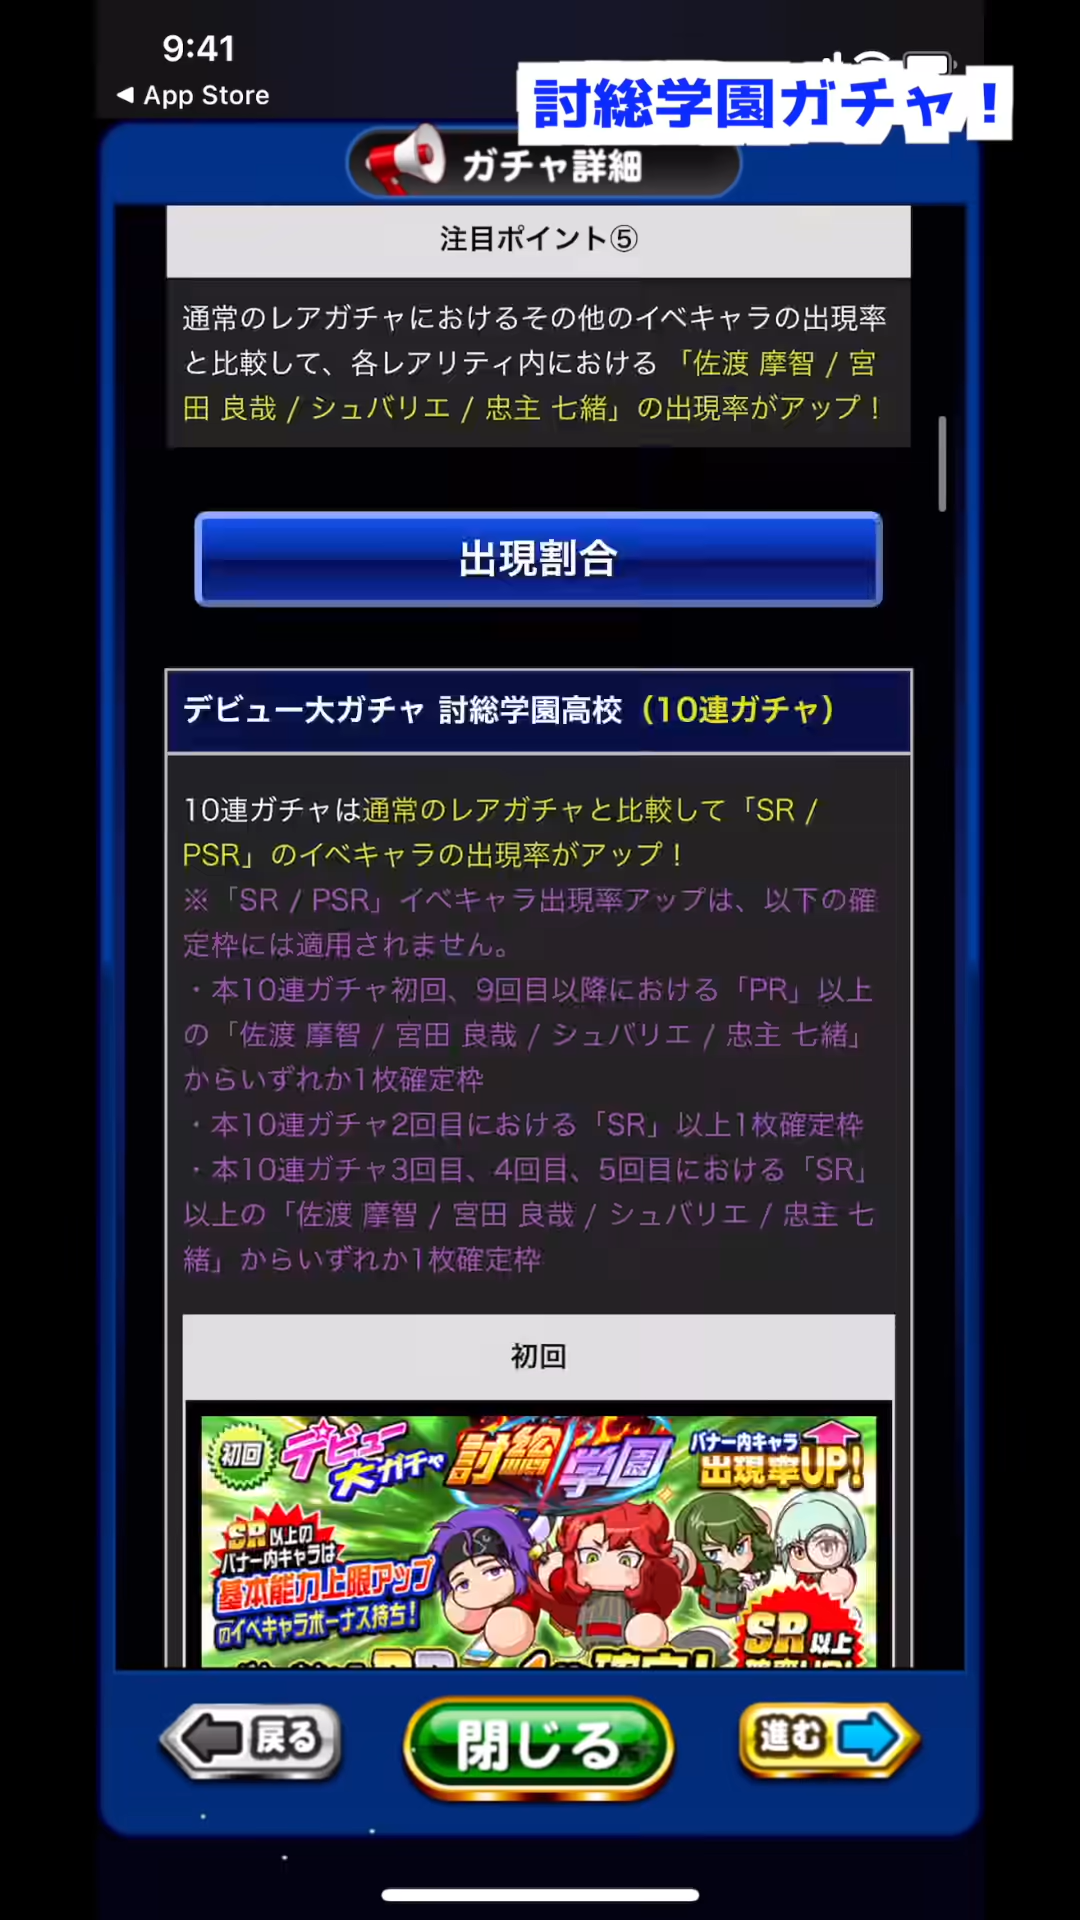 9:41
◀ App Store
討総学園ガチャ！
ガチャ詳細
注目ポイント⑤
通常のレアガチャにおけるその他のイベキャラの出現率
と比較して、各レアリティ内における「佐渡 摩智 / 宮
田 良哉 / シュバリエ / 忠主 七緒」の出現率がアップ！
出現割合
デビュー大ガチャ 討総学園高校（10連ガチャ）
10連ガチャは通常のレアガチャと比較して「SR /
PSR」のイベキャラの出現率がアップ！
※「SR / PSR」イベキャラ出現率アップは、以下の確
定枠には適用されません。
・本10連ガチャ初回、9回目以降における「PR」以上
の「佐渡 摩智 / 宮田 良哉 / シュバリエ / 忠主 七緒」
からいずれか1枚確定枠
・本10連ガチャ2回目における「SR」以上1枚確定枠
・本10連ガチャ3回目、4回目、5回目における「SR」
以上の「佐渡 摩智 / 宮田 良哉 / シュバリエ / 忠主 七
緒」からいずれか1枚確定枠
初回
初回
デビュー
大ガチャ
討総学園
バナー内キャラ
出現率UP!
SR以上の
バナー内キャラは
基本能力上限アップ
のイベキャラボーナス持ち!
SR以上
戻る
閉じる
進む